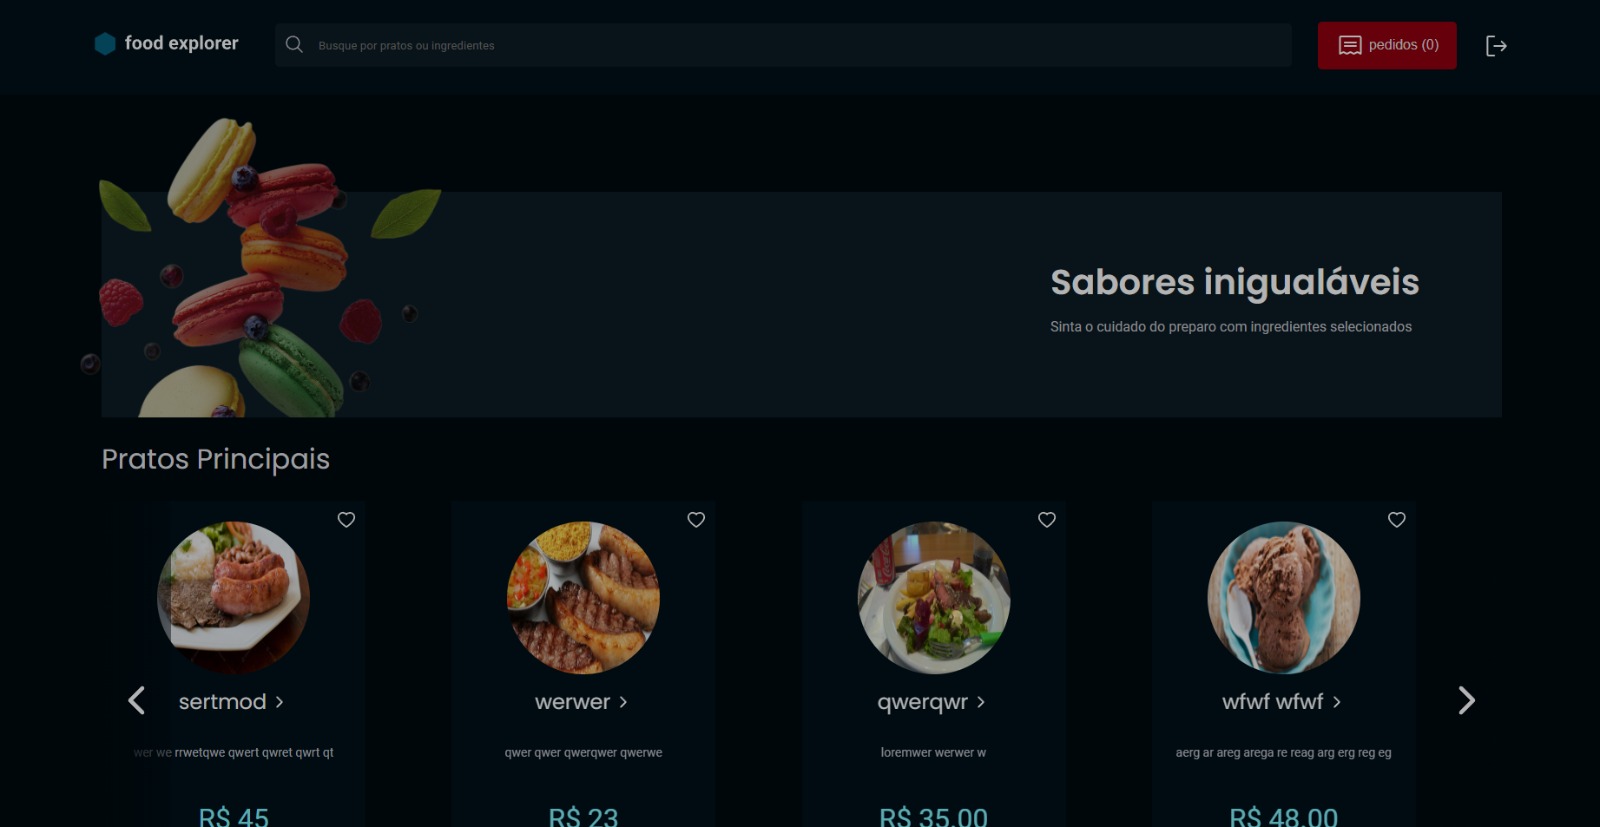 food explorer
Busque por pratos ou ingredientes
pedidos (0)
Sabores inigualáveis
Sinta o cuidado do preparo com ingredientes selecionados
Pratos Principais
sertmod
werwer
qwerqwr
wfwf wfwf
wer we rrwetqwe qwert qwret qwrt qt
qwer qwer qwerqwer qwerwe
loremwer werwer w
aerg ar areg arega re reag arg erg reg eg
R$ 45
R$ 23
R$ 35.00
R$ 48.00